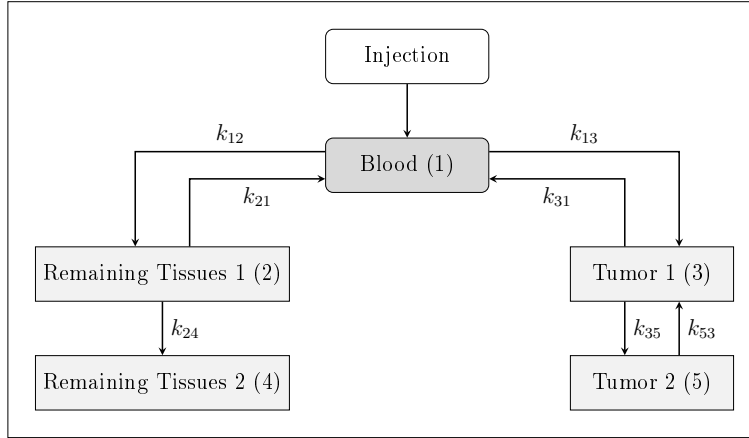 Injection
k12
k13
Blood (1)
k21
k31
Remaining Tissues 1 (2)
Tumor 1 (3)
k24
k35
k53
Remaining Tissues 2 (4)
Tumor 2 (5)